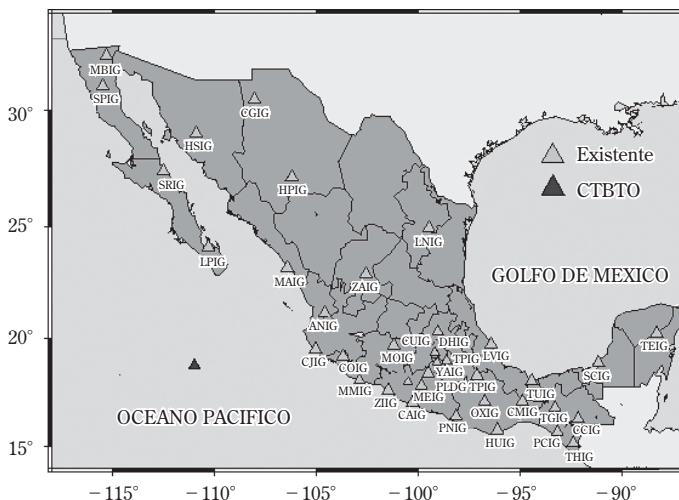 MBIG
SPIG
CGIG
30°
HSIG
Existente
SRIG
HPIG
CTBTO
25°
LNIG
LPIG
MAIG
ZAIG
GOLFO DE MEXICO
ANIG
20°
CUIG DHIG
TEIG
CJIG
COIG
MOIG
TPIG
LVIG
YAIG
SCIG
MMIG
PLDG TPIG
TUIG
ZIIG
MEIG
OCEANO PACIFICO
CAIG
OXIG
CMIG
TGIG
PNIG
CCIG
HUIG
PCIG
15°
THIG
−115° −110° −105° −100° −95° −90°